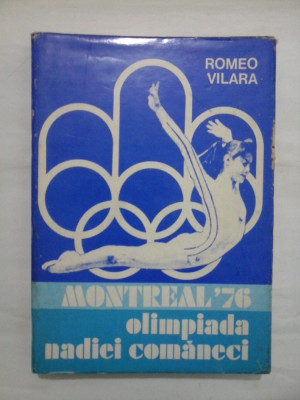 ROMEO
VILARA
MONTREAL '76
olimpiada
nadiei comăneci